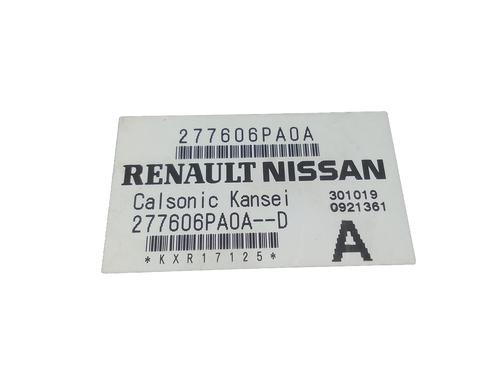 277606PA0A
RENAULT NISSAN
Calsonic Kansei 301019
277606PA0A--D 0921361
*KXR17125* A